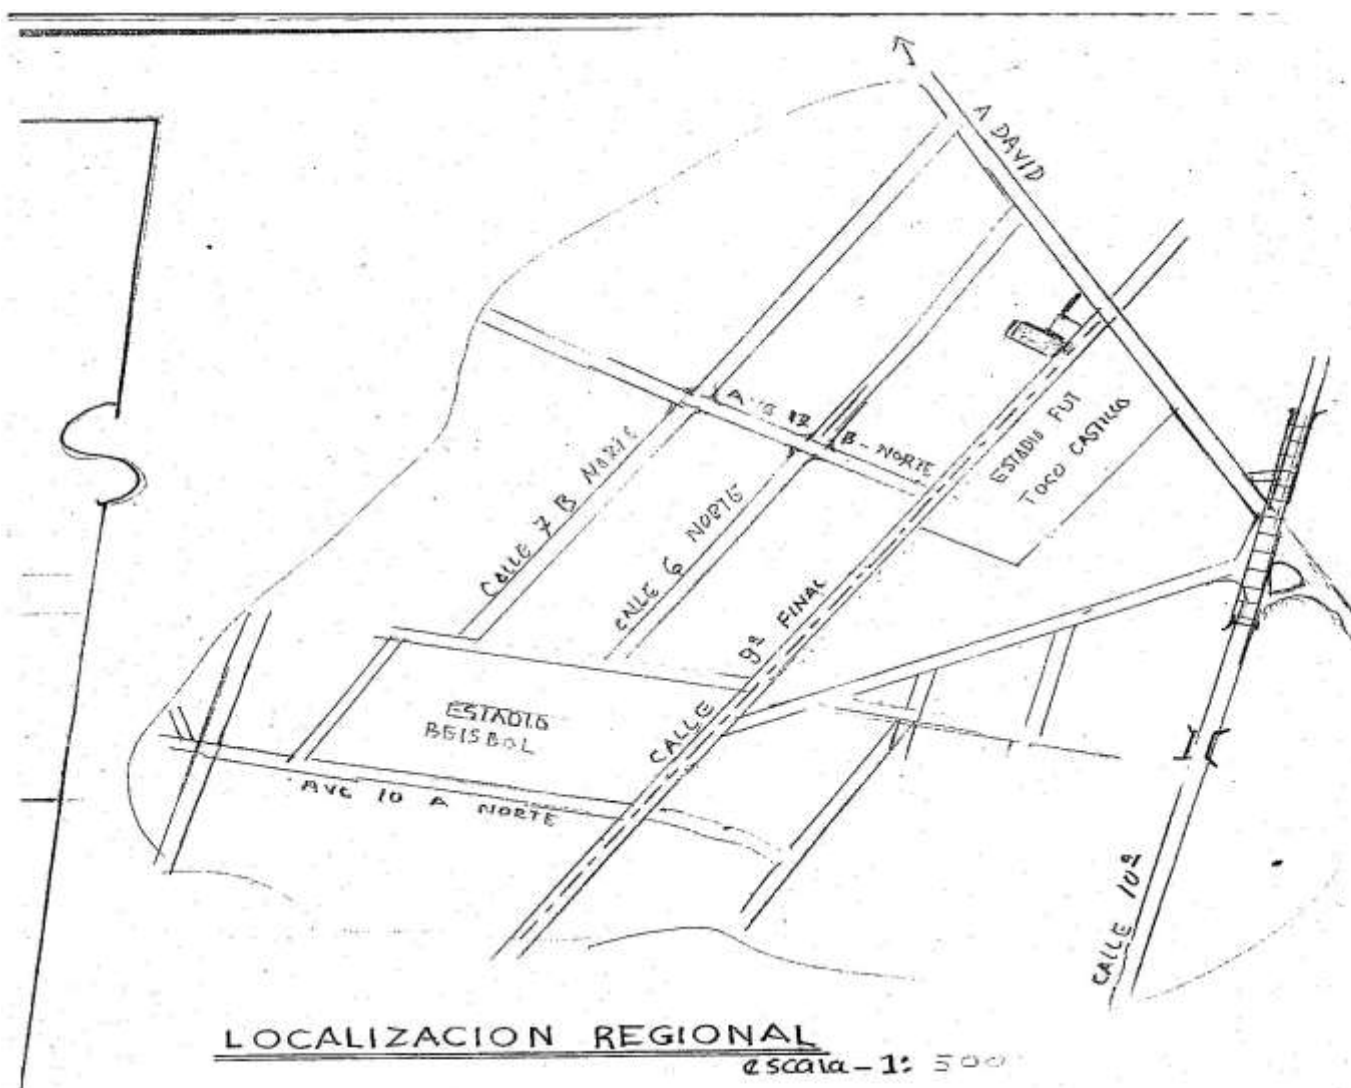 A DAVID
AVE 12 B - NORTE
ESTADIO FUT
TOCO CASTILLO
CALLE 7 B NORTE
CALLE 6 NORTE
CALLE 9ª FINAL
ESTADIO
BEISBOL
AVE 10 A NORTE
CALLE 10ª
LOCALIZACION REGIONAL
escala - 1: 500